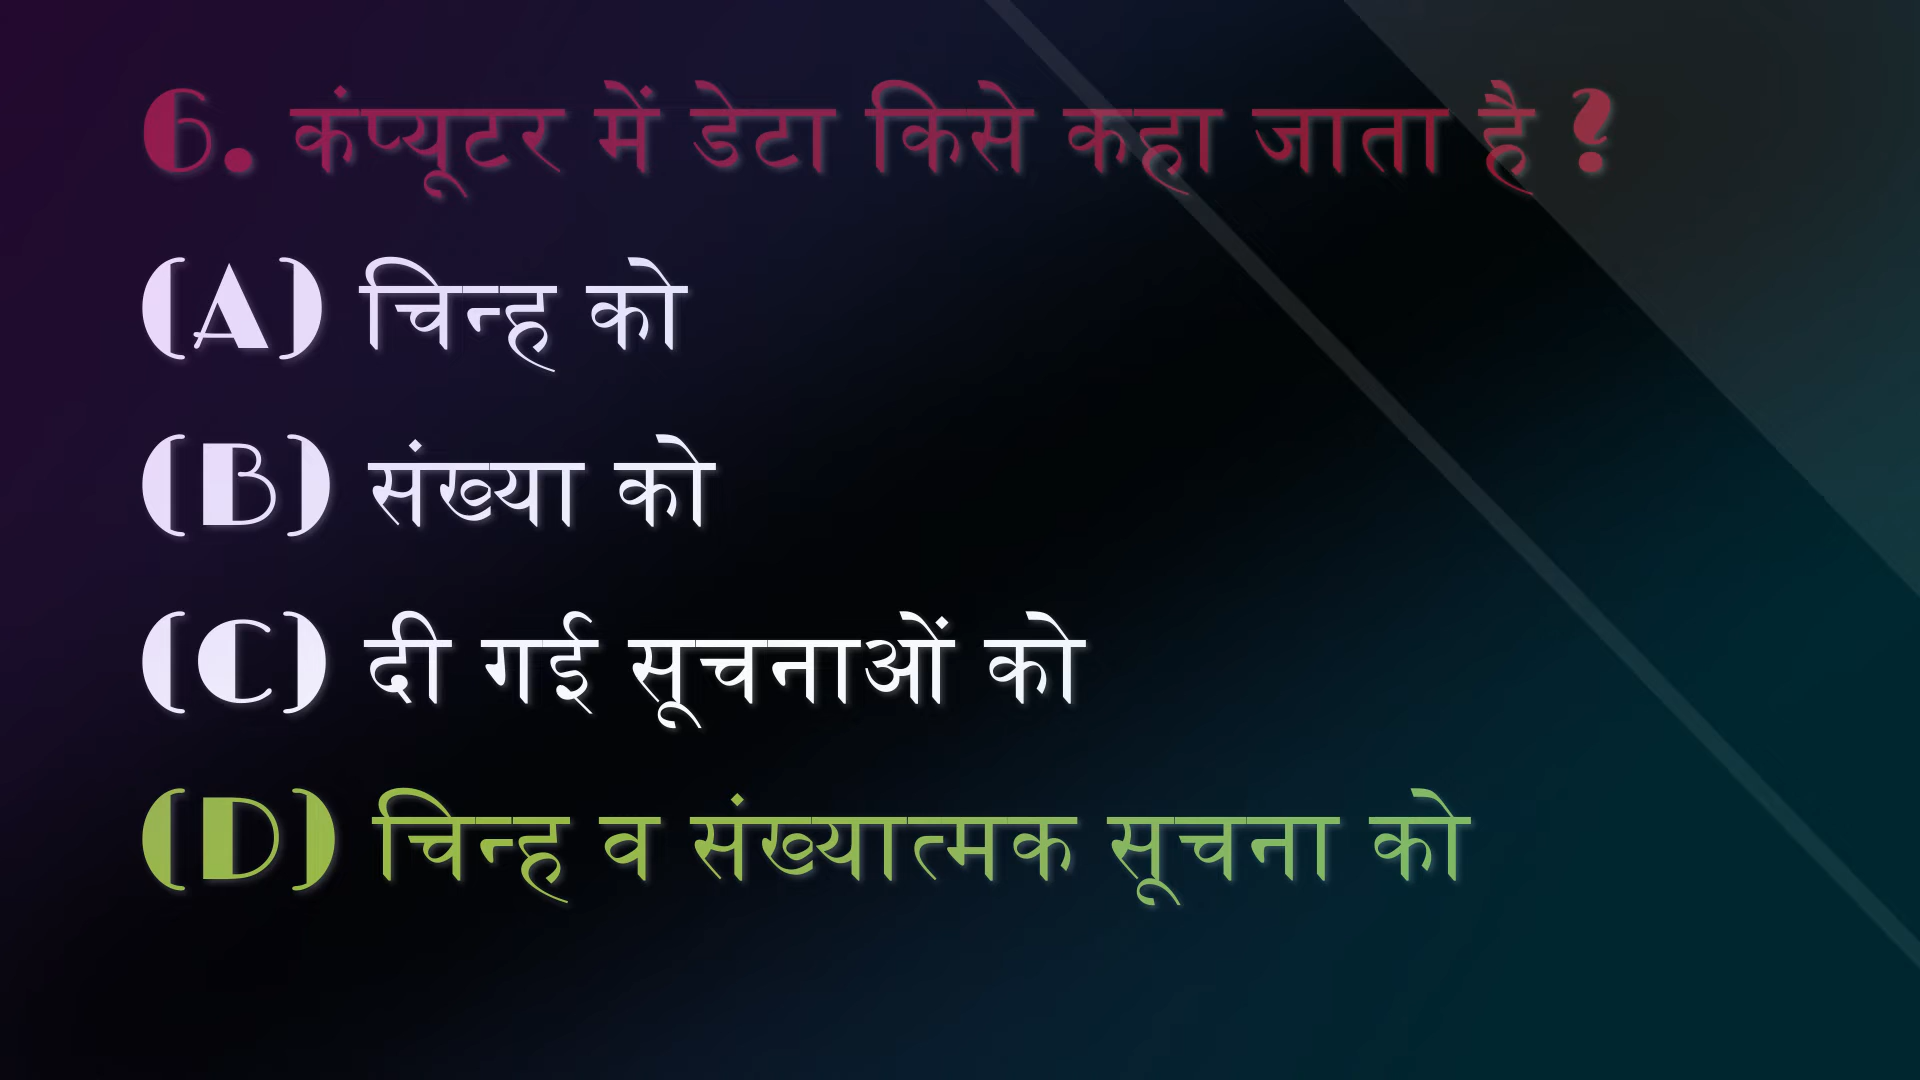 6. कंप्यूटर में डेटा किसे कहा जाता है ?
(A) चिन्ह को
(B) संख्या को
(C) दी गई सूचनाओं को
(D) चिन्ह व संख्यात्मक सूचना को